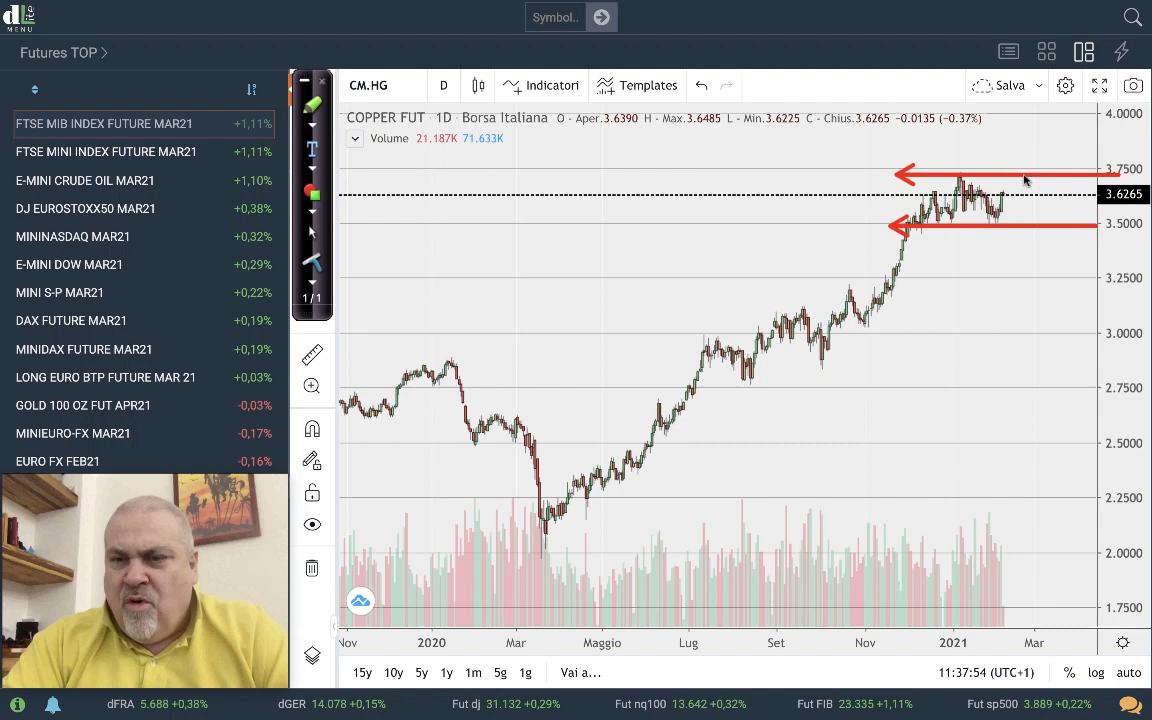 dLite
MENU
Symbol..
Futures TOP
FTSE MIB INDEX FUTURE MAR21 +1,11%
FTSE MINI INDEX FUTURE MAR21 +1,11%
E-MINI CRUDE OIL MAR21 +1,10%
DJ EUROSTOXX50 MAR21 +0,38%
MININASDAQ MAR21 +0,32%
E-MINI DOW MAR21 +0,29%
MINI S-P MAR21 +0,22%
DAX FUTURE MAR21 +0,19%
MINIDAX FUTURE MAR21 +0,19%
LONG EURO BTP FUTURE MAR 21 +0,03%
GOLD 100 OZ FUT APR21 -0,03%
MINIEURO-FX MAR21 -0,17%
EURO FX FEB21 -0,16%
T
1/1
CM.HG D Indicatori Templates Salva
COPPER FUT · 1D · Borsa Italiana O - Aper.3.6390 H - Max.3.6485 L - Min.3.6225 C - Chius.3.6265 -0.0135 (-0.37%)
Volume 21.187K 71.633K
4.0000
3.7500
3.6265
3.5000
3.2500
3.0000
2.7500
2.5000
2.2500
2.0000
1.7500
Nov 2020 Mar Maggio Lug Set Nov 2021 Mar
15y 10y 5y 1y 1m 5g 1g Vai a... 11:37:54 (UTC+1) % log auto
dFRA 5.688 +0,38% dGER 14.078 +0,15% Fut dj 31.132 +0,29% Fut nq100 13.642 +0,32% Fut FIB 23.335 +1,11% Fut sp500 3.889 +0,22%